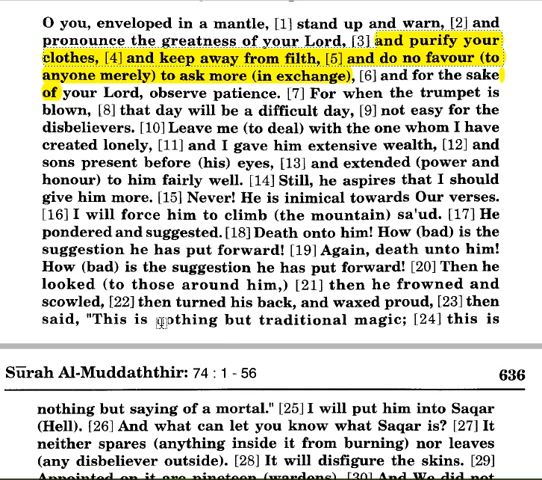 O you, enveloped in a mantle, [1] stand up and warn, [2] and
pronounce the greatness of your Lord, [3] and purify your
clothes, [4] and keep away from filth, [5] and do no favour (to
anyone merely) to ask more (in exchange), [6] and for the sake
of your Lord, observe patience. [7] For when the trumpet is
blown, [8] that day will be a difficult day, [9] not easy for the
disbelievers. [10] Leave me (to deal) with the one whom I have
created lonely, [11] and I gave him extensive wealth, [12] and
sons present before (his) eyes, [13] and extended (power and
honour) to him fairly well. [14] Still, he aspires that I should
give him more. [15] Never! He is inimical towards Our verses.
[16] I will force him to climb (the mountain) sa'ud. [17] He
pondered and suggested. [18] Death onto him! How (bad) is the
suggestion he has put forward! [19] Again, death unto him!
How (bad) is the suggestion he has put forward! [20] Then he
looked (to those around him,) [21] then he frowned and
scowled, [22] then turned his back, and waxed proud, [23] then
said, "This is nothing but traditional magic; [24] this is
Sūrah Al-Muddaththir: 74 : 1 - 56 636
nothing but saying of a mortal." [25] I will put him into Saqar
(Hell). [26] And what can let you know what Saqar is? [27] It
neither spares (anything inside it from burning) nor leaves
(any disbeliever outside). [28] It will disfigure the skins. [29]
Appointed on it are nineteen (wardens). [30] And We did not